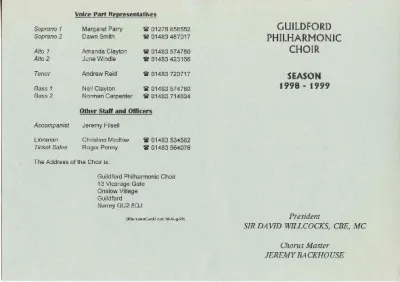 Voice Part Representatives
Soprano 1 Margaret Parry ☎ 01276 858552
Soprano 2 Dawn Smith ☎ 01483 487017
Alto 1 Amanda Clayton ☎ 01483 574780
Alto 2 June Windle ☎ 01483 423156
Tenor Andrew Reid ☎ 01483 720717
Bass 1 Neil Clayton ☎ 01483 574780
Bass 2 Norman Carpenter ☎ 01483 714834
Other Staff and Officers
Accompanist Jeremy Filsell
Librarian Christine Medlow ☎ 01483 534562
Ticket Sales Roger Penny ☎ 01483 564076
The Address of the Choir is:
Guildford Philharmonic Choir
13 Vicarage Gate
Onslow Village
Guildford
Surrey GU2 5QJ
GUILDFORD
PHILHARMONIC
CHOIR
SEASON
1998 - 1999
President
SIR DAVID WILLCOCKS, CBE, MC
Chorus Master
JEREMY BACKHOUSE